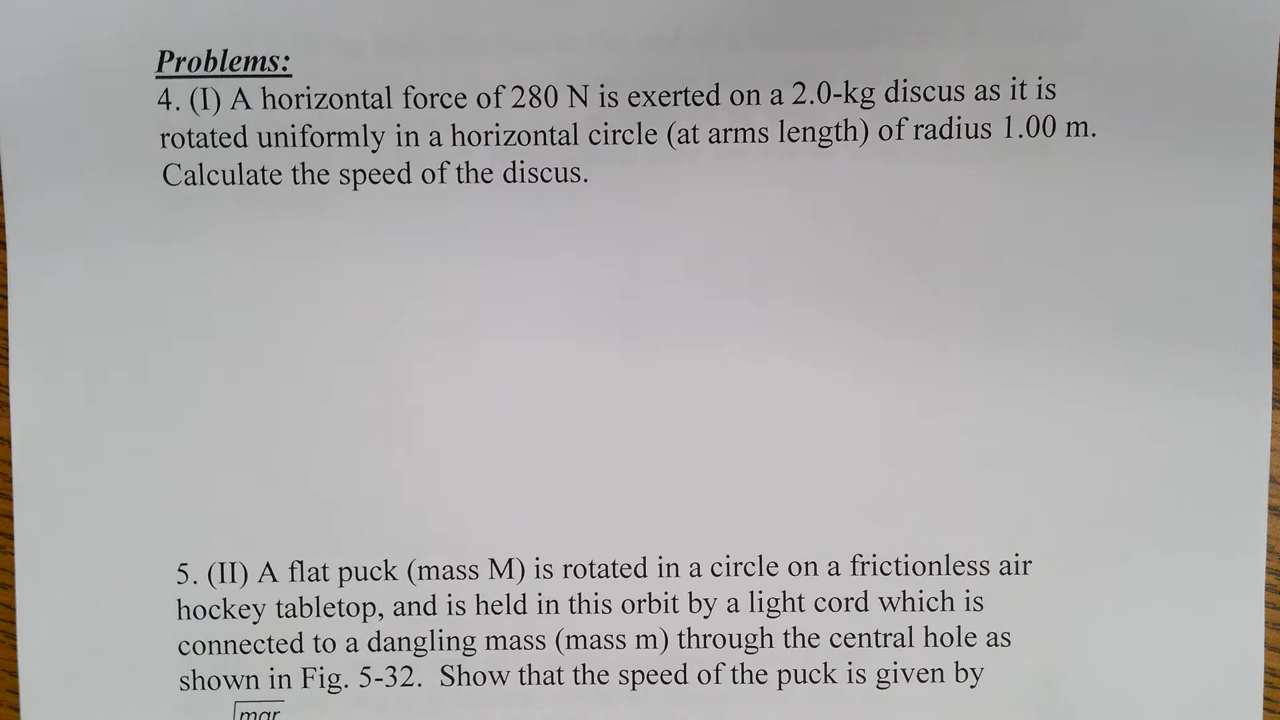 Problems:
4. (I) A horizontal force of 280 N is exerted on a 2.0-kg discus as it is
rotated uniformly in a horizontal circle (at arms length) of radius 1.00 m.
Calculate the speed of the discus.
5. (II) A flat puck (mass M) is rotated in a circle on a frictionless air
hockey tabletop, and is held in this orbit by a light cord which is
connected to a dangling mass (mass m) through the central hole as
shown in Fig. 5-32.  Show that the speed of the puck is given by